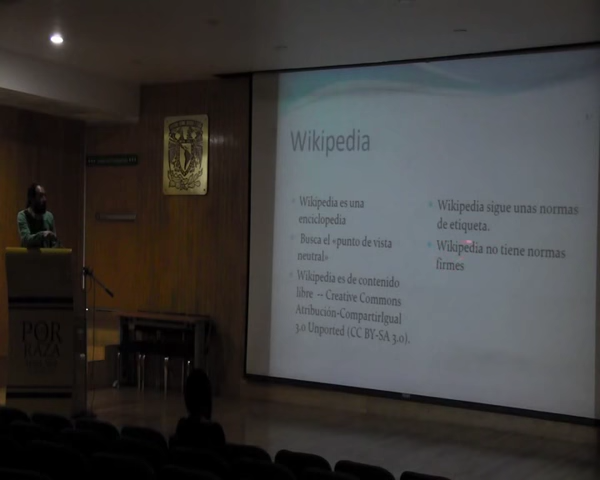 Wikipedia
Wikipedia es una
enciclopedia
Busca el «punto de vista
neutral»
Wikipedia es de contenido
libre -- Creative Commons
Atribución-CompartirIgual
3.0 Unported (CC BY-SA 3.0).
Wikipedia sigue unas normas
de etiqueta.
Wikipedia no tiene normas
firmes
POR
RAZA